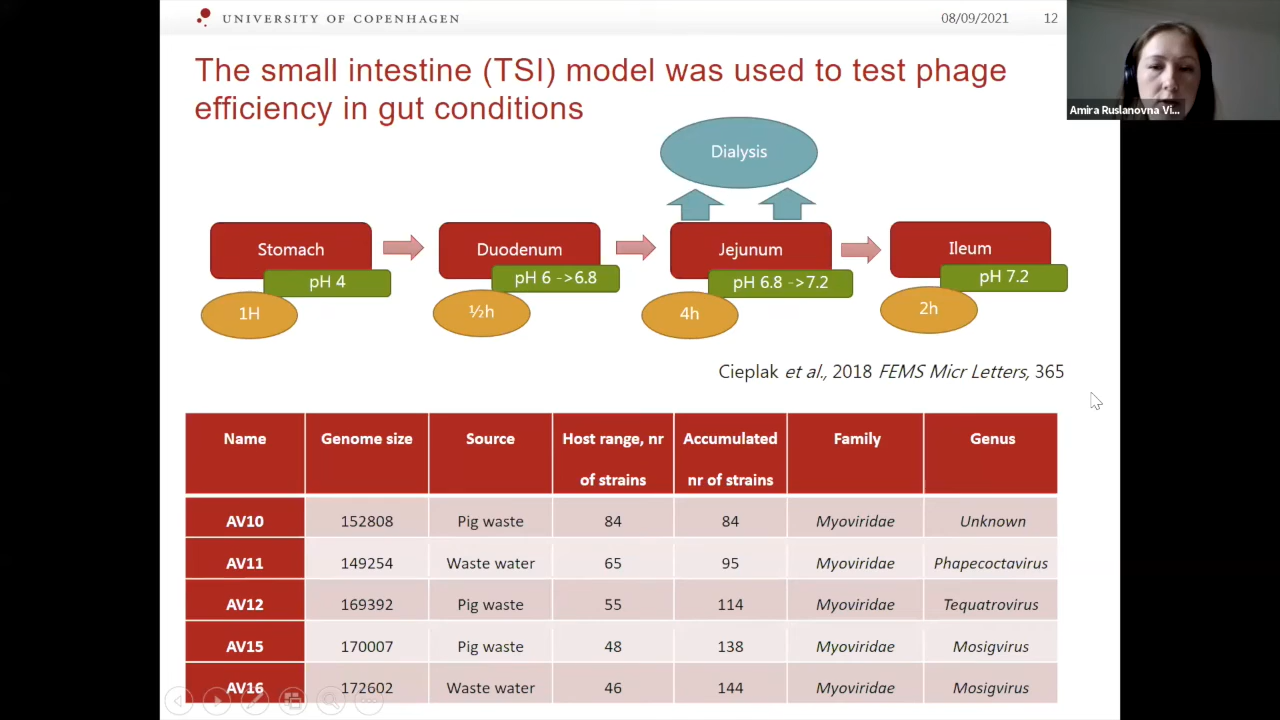 UNIVERSITY OF COPENHAGEN
08/09/2021 12
Amira Ruslanovna Vi...
The small intestine (TSI) model was used to test phage
efficiency in gut conditions
Dialysis
Stomach
Duodenum
Jejunum
Ileum
pH 4
pH 6 ->6.8
pH 6.8 ->7.2
pH 7.2
1H
½h
4h
2h
Cieplak et al., 2018 FEMS Micr Letters, 365
Name Genome size Source Host range, nr of strains Accumulated nr of strains Family Genus
AV10 152808 Pig waste 84 84 Myoviridae Unknown
AV11 149254 Waste water 65 95 Myoviridae Phapecoctavirus
AV12 169392 Pig waste 55 114 Myoviridae Tequatrovirus
AV15 170007 Pig waste 48 138 Myoviridae Mosigvirus
AV16 172602 Waste water 46 144 Myoviridae Mosigvirus